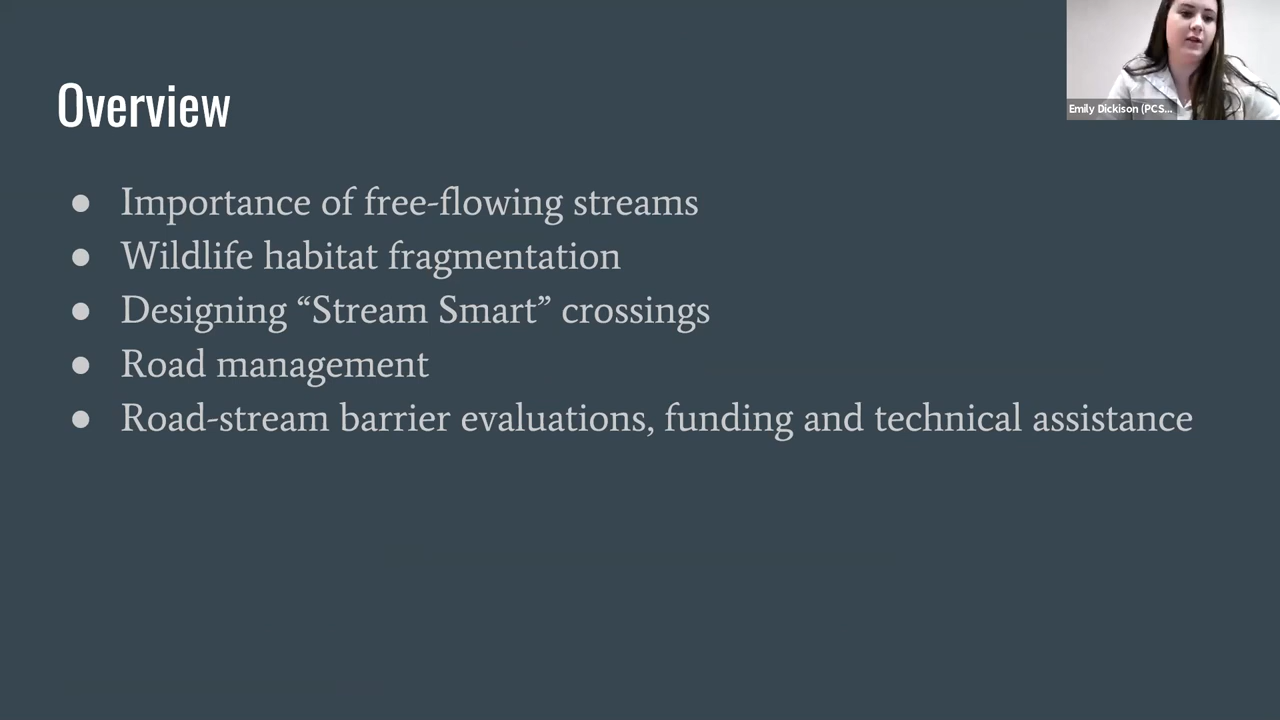 Overview
Emily Dickison (PCS...
● Importance of free-flowing streams
● Wildlife habitat fragmentation
● Designing “Stream Smart” crossings
● Road management
● Road-stream barrier evaluations, funding and technical assistance